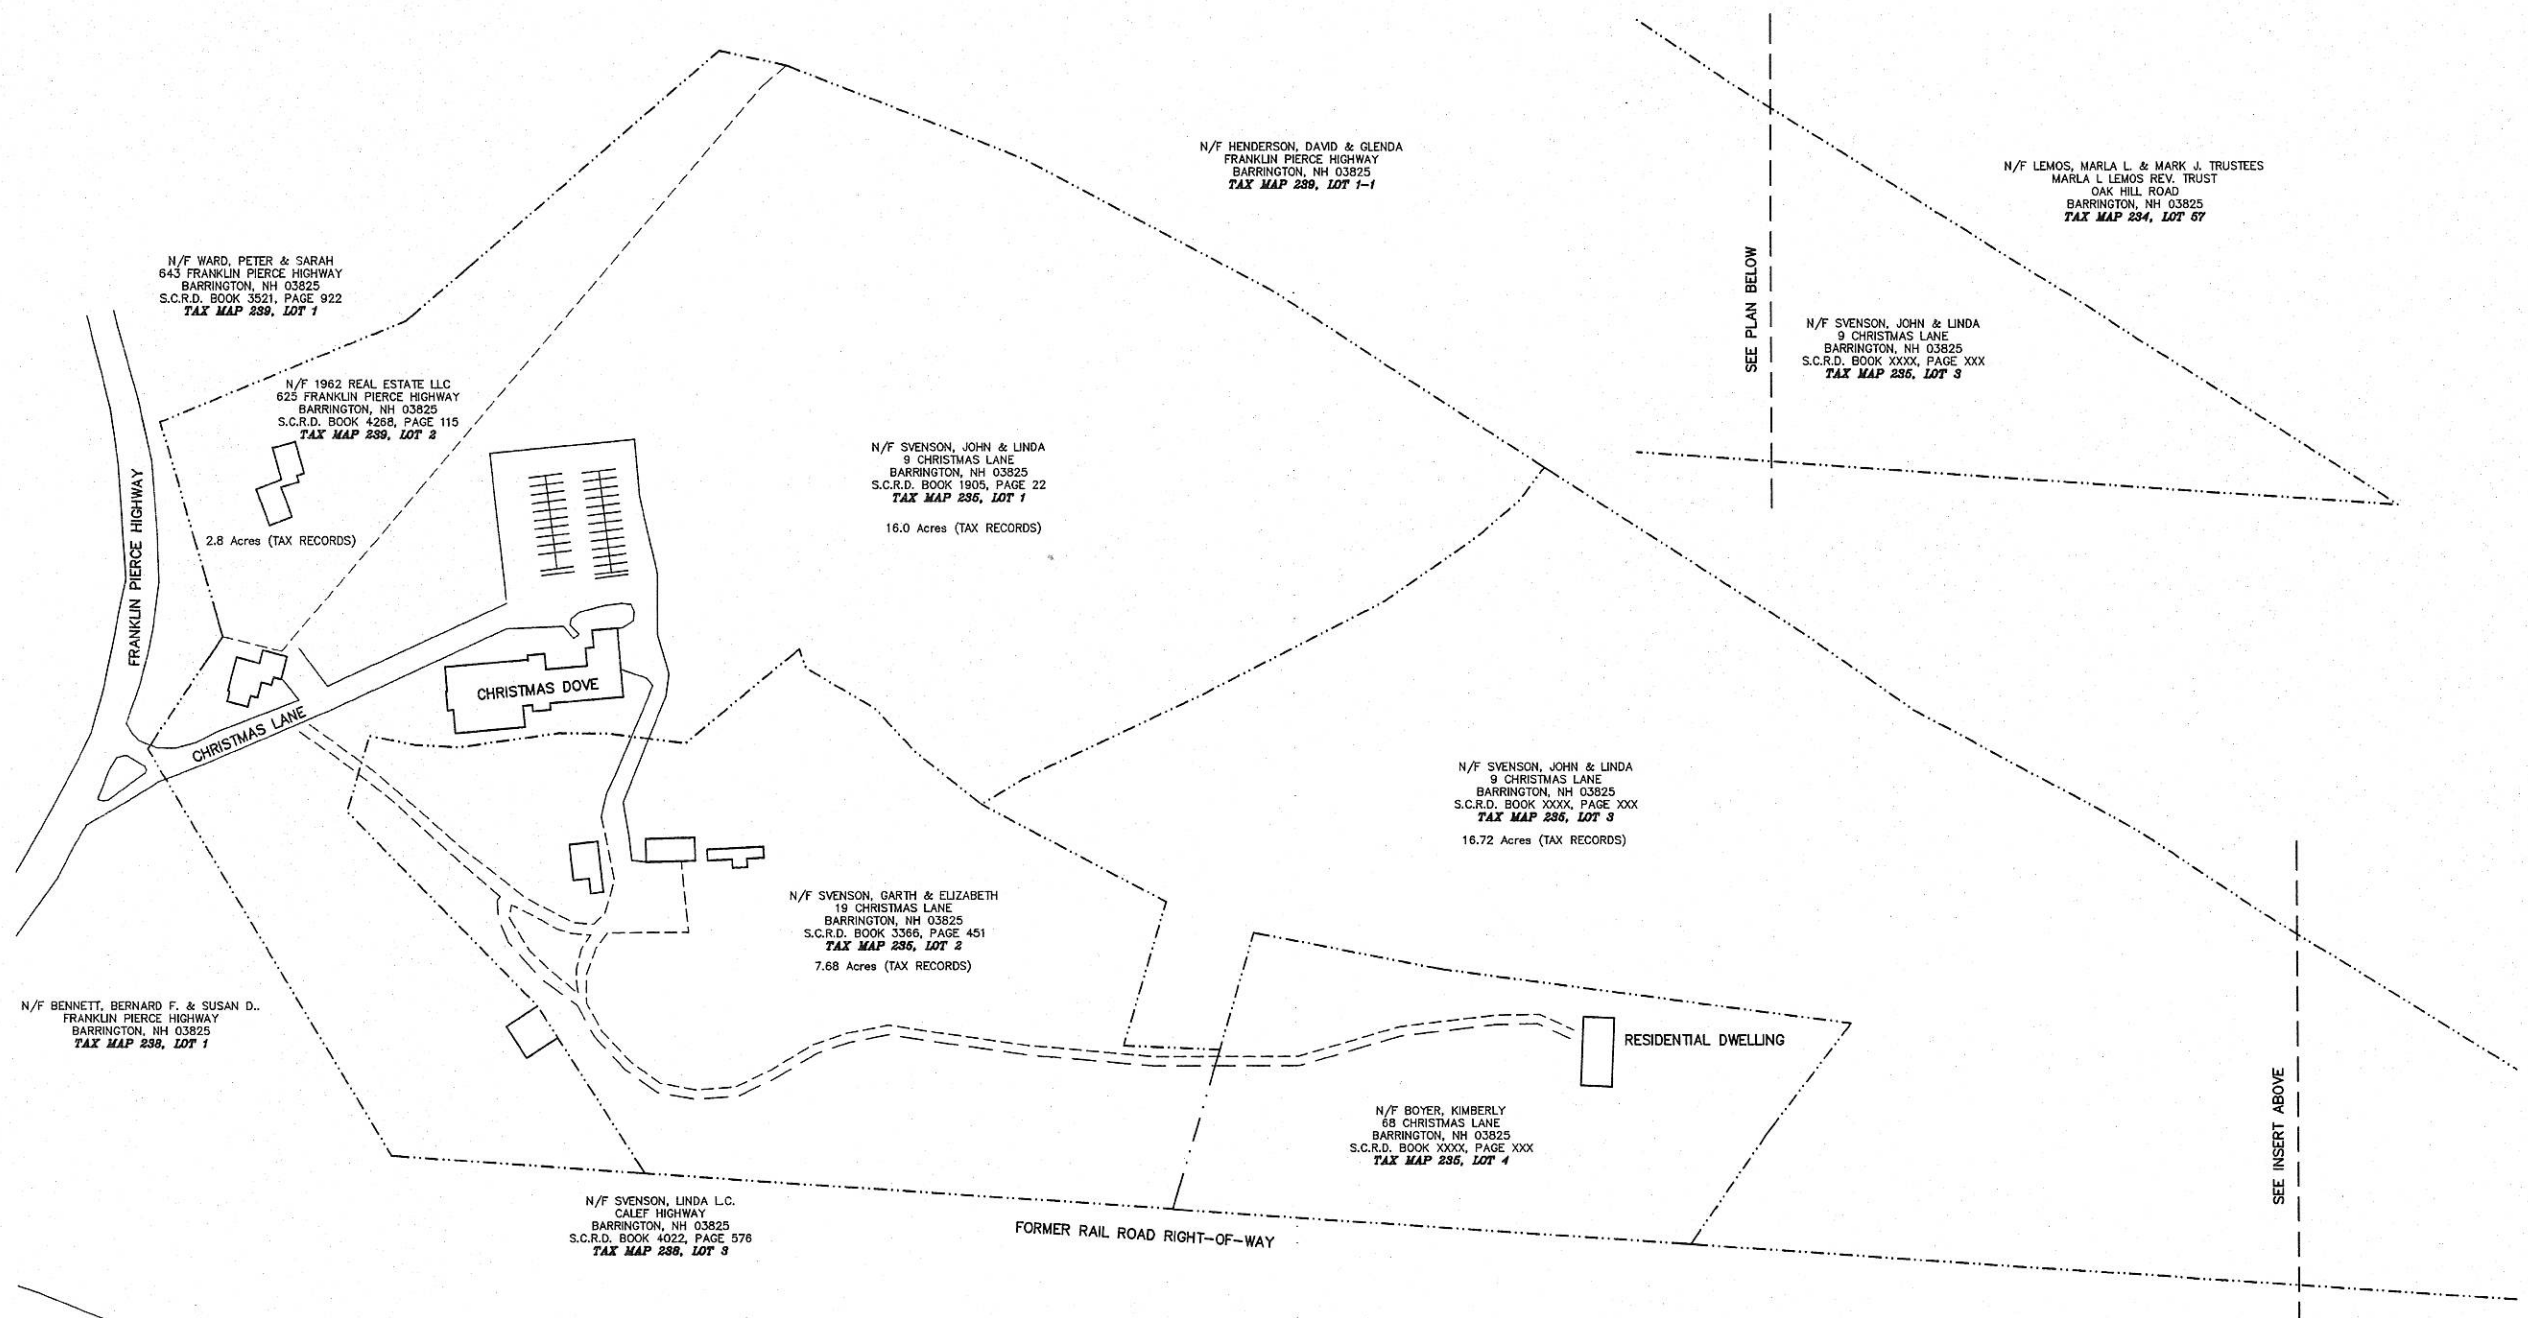 N/F HENDERSON, DAVID & GLENDA
FRANKLIN PIERCE HIGHWAY
BARRINGTON, NH 03825
TAX MAP 239, LOT 1-1
N/F LEMOS, MARLA L. & MARK J. TRUSTEES
MARLA L LEMOS REV. TRUST
OAK HILL ROAD
BARRINGTON, NH 03825
TAX MAP 234, LOT 57
SEE PLAN BELOW
N/F SVENSON, JOHN & LINDA
9 CHRISTMAS LANE
BARRINGTON, NH 03825
S.C.R.D. BOOK XXXX, PAGE XXX
TAX MAP 235, LOT 3
N/F WARD, PETER & SARAH
643 FRANKLIN PIERCE HIGHWAY
BARRINGTON, NH 03825
S.C.R.D. BOOK 3521, PAGE 922
TAX MAP 239, LOT 1
N/F 1962 REAL ESTATE LLC
625 FRANKLIN PIERCE HIGHWAY
BARRINGTON, NH 03825
S.C.R.D. BOOK 4268, PAGE 115
TAX MAP 239, LOT 2
2.8 Acres (TAX RECORDS)
FRANKLIN PIERCE HIGHWAY
N/F SVENSON, JOHN & LINDA
9 CHRISTMAS LANE
BARRINGTON, NH 03825
S.C.R.D. BOOK 1905, PAGE 22
TAX MAP 235, LOT 1
16.0 Acres (TAX RECORDS)
CHRISTMAS DOVE
CHRISTMAS LANE
N/F SVENSON, JOHN & LINDA
9 CHRISTMAS LANE
BARRINGTON, NH 03825
S.C.R.D. BOOK XXXX, PAGE XXX
TAX MAP 235, LOT 3
16.72 Acres (TAX RECORDS)
N/F SVENSON, GARTH & ELIZABETH
19 CHRISTMAS LANE
BARRINGTON, NH 03825
S.C.R.D. BOOK 3366, PAGE 451
TAX MAP 235, LOT 2
7.68 Acres (TAX RECORDS)
N/F BENNETT, BERNARD F. & SUSAN D..
FRANKLIN PIERCE HIGHWAY
BARRINGTON, NH 03825
TAX MAP 238, LOT 1
RESIDENTIAL DWELLING
N/F BOYER, KIMBERLY
68 CHRISTMAS LANE
BARRINGTON, NH 03825
S.C.R.D. BOOK XXXX, PAGE XXX
TAX MAP 235, LOT 4
SEE INSERT ABOVE
N/F SVENSON, LINDA L.C.
CALEF HIGHWAY
BARRINGTON, NH 03825
S.C.R.D. BOOK 4022, PAGE 576
TAX MAP 238, LOT 3
FORMER RAIL ROAD RIGHT-OF-WAY